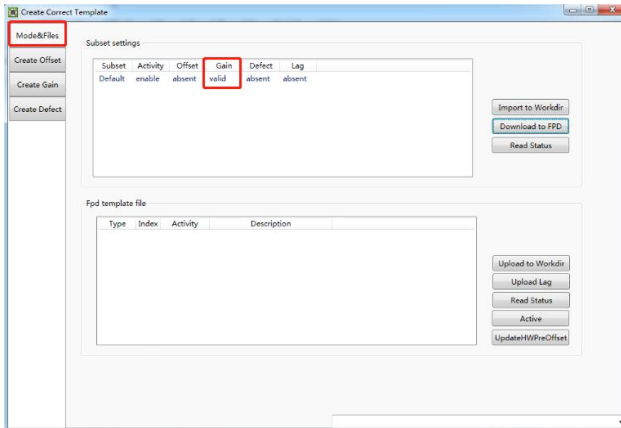 Create Correct Template
Mode&Files
Create Offset
Create Gain
Create Defect
Subset settings
Subset Activity Offset Gain Defect Lag
Default enable absent valid absent absent
Import to Workdir
Download to FPD
Read Status
Fpd template file
Type Index Activity Description
Upload to Workdir
Upload Lag
Read Status
Active
UpdateHWPreOffset